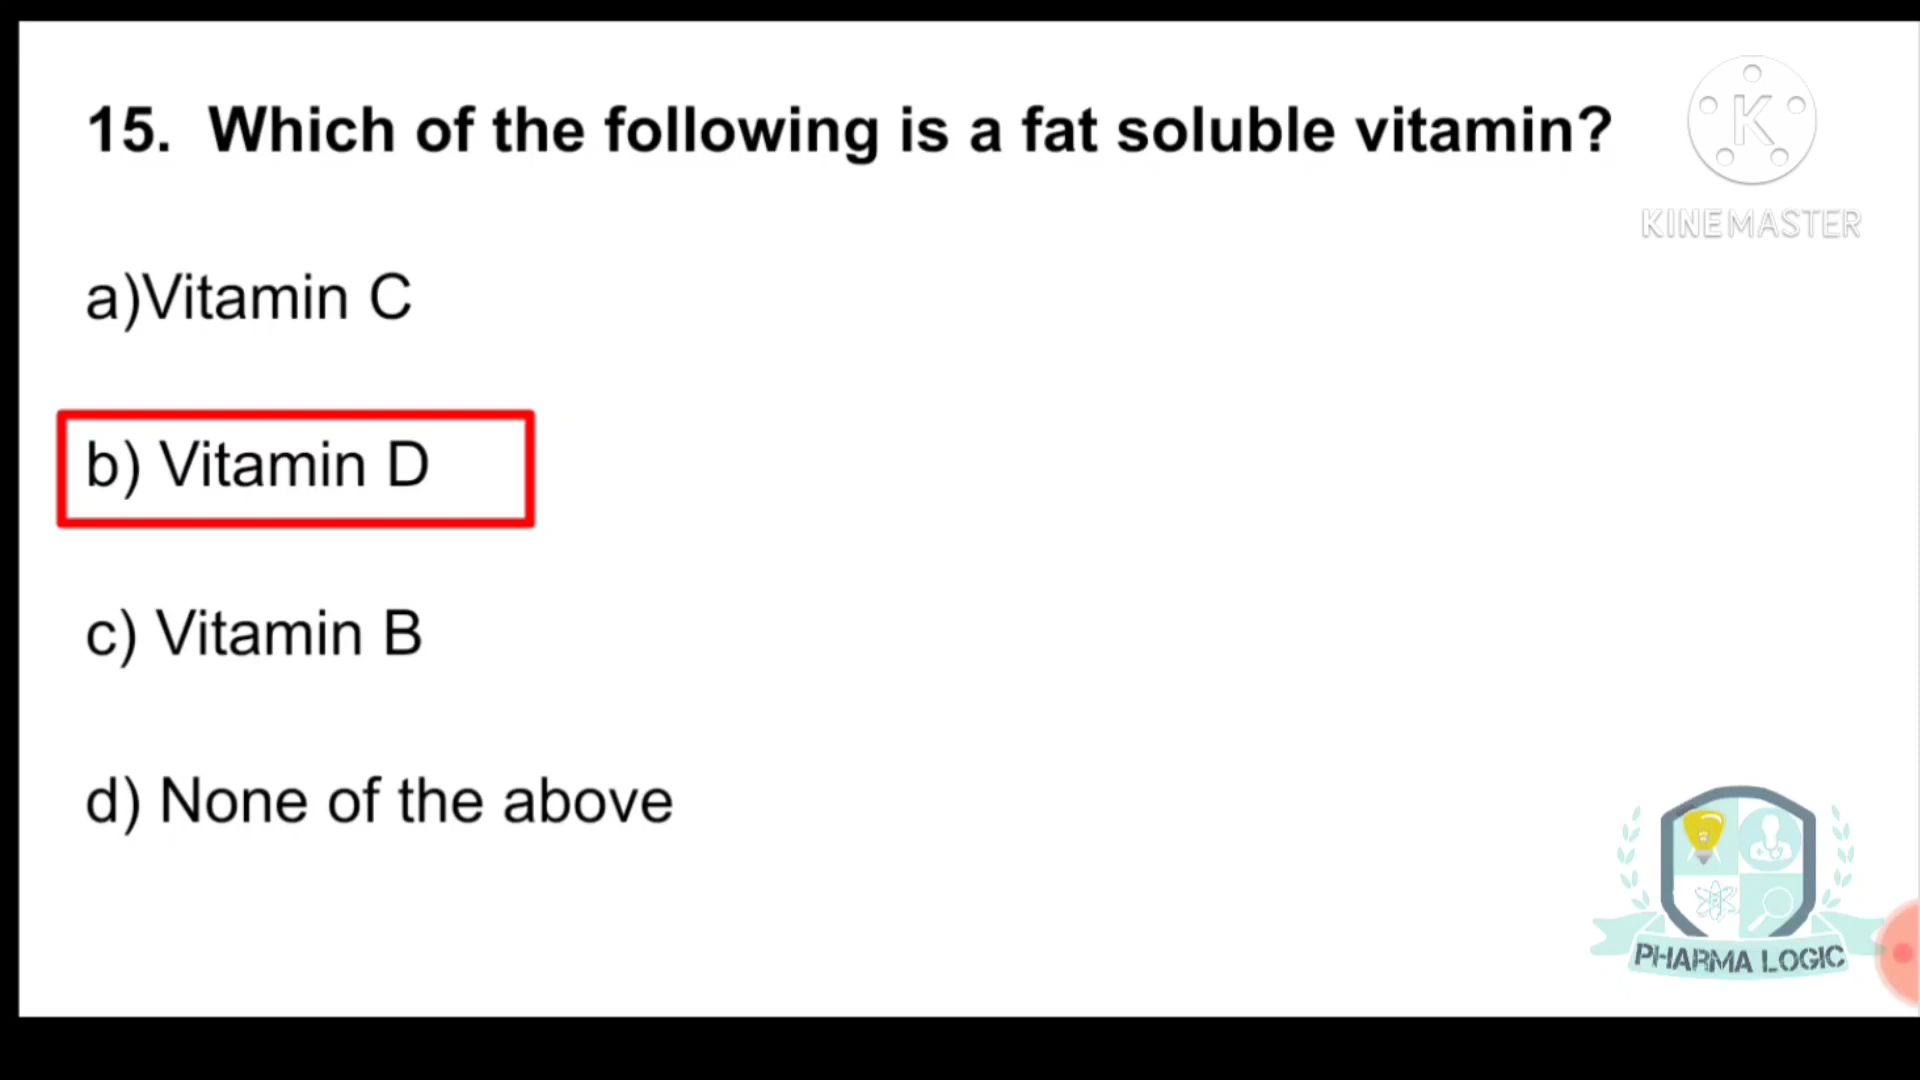 15. Which of the following is a fat soluble vitamin?
K
KINEMASTER
a)Vitamin C
b) Vitamin D
c) Vitamin B
d) None of the above
PHARMA LOGIC